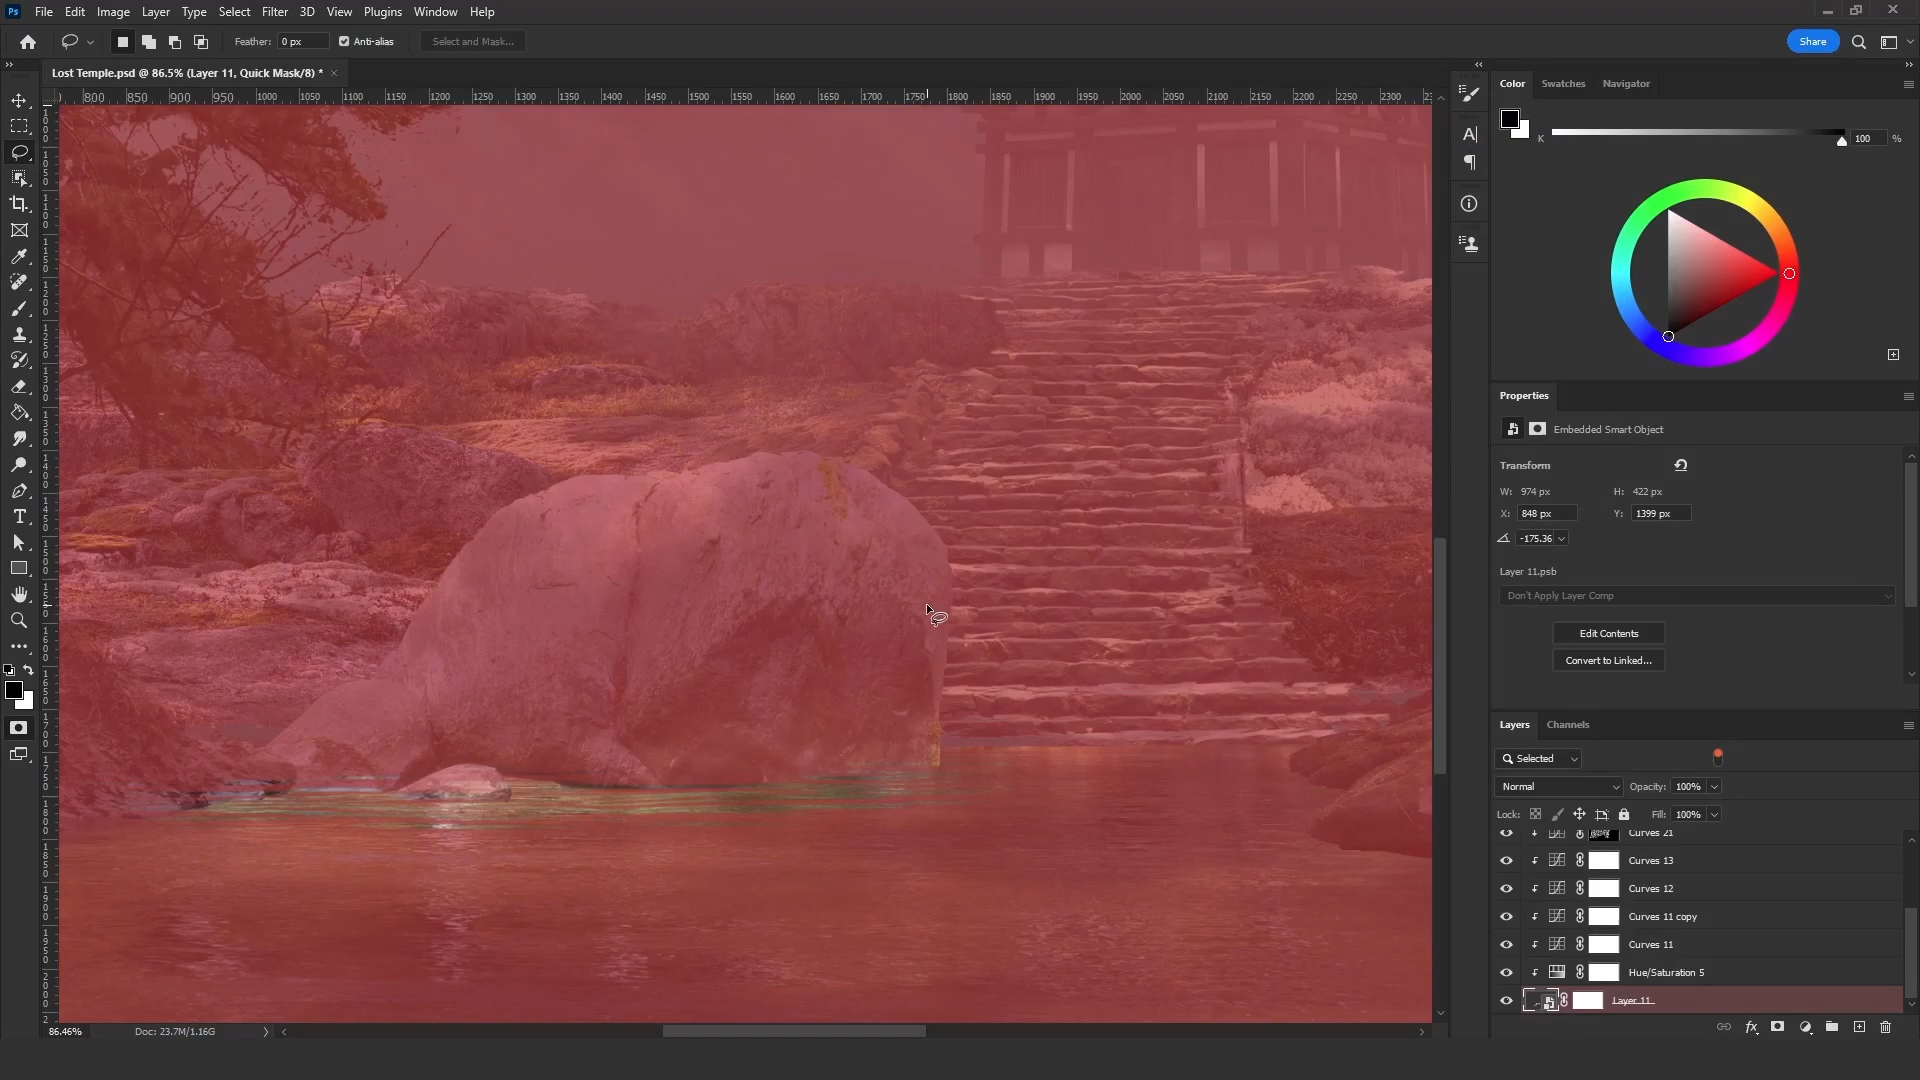 Ps File Edit Image Layer Type Select Filter 3D View Plugins Window Help
Feather: 0 px Anti-alias Select and Mask... Share
Lost Temple.psd @ 86.5% (Layer 11, Quick Mask/8) * ×
800 850 900 950 1000 1050 1100 1150 1200 1250 1300 1350 1400 1450 1500 1550 1600 1650 1700 1750 1800 1850 1900 1950 2000 2050 2100 2150 2200 2250 2300
Color Swatches Navigator
K 100 %
Properties
Embedded Smart Object
Transform
W: 974 px H: 422 px
X: 848 px Y: 1399 px
-175.36
Layer 11.psb
Don't Apply Layer Comp
Edit Contents
Convert to Linked...
Layers Channels
Selected
Normal Opacity: 100%
Lock: Fill: 100%
Curves 21
Curves 13
Curves 12
Curves 11 copy
Curves 11
Hue/Saturation 5
Layer 11
86.46% Doc: 23.7M/1.16G